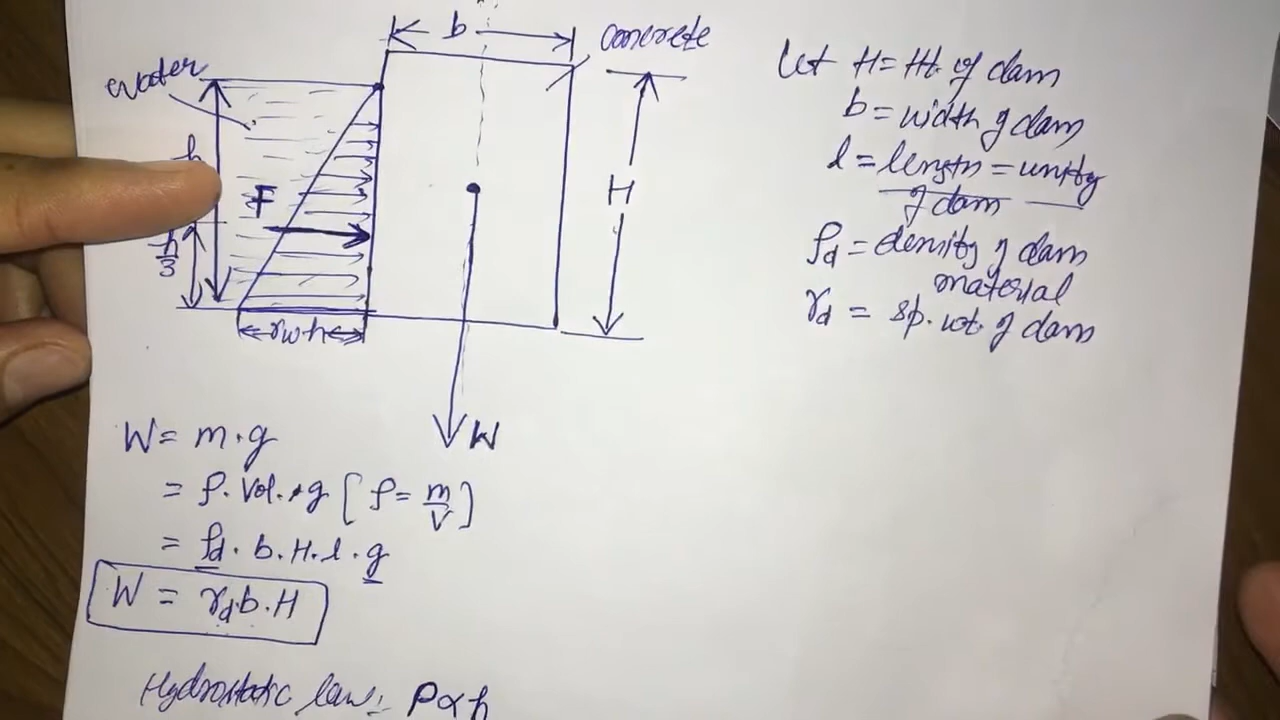 b
concrete
water
h
F
h/3
H
γwh
W
Let H = Ht. of dam
b = width of dam
l = length = unity
of dam
ρd = density of dam
material
γd = sp. wt. of dam
W = m.g
= ρ. Vol. g [ρ = m/V]
= ρd . b. H. l . g
W = γd.b.H
Hydrostatic law:- P∝h